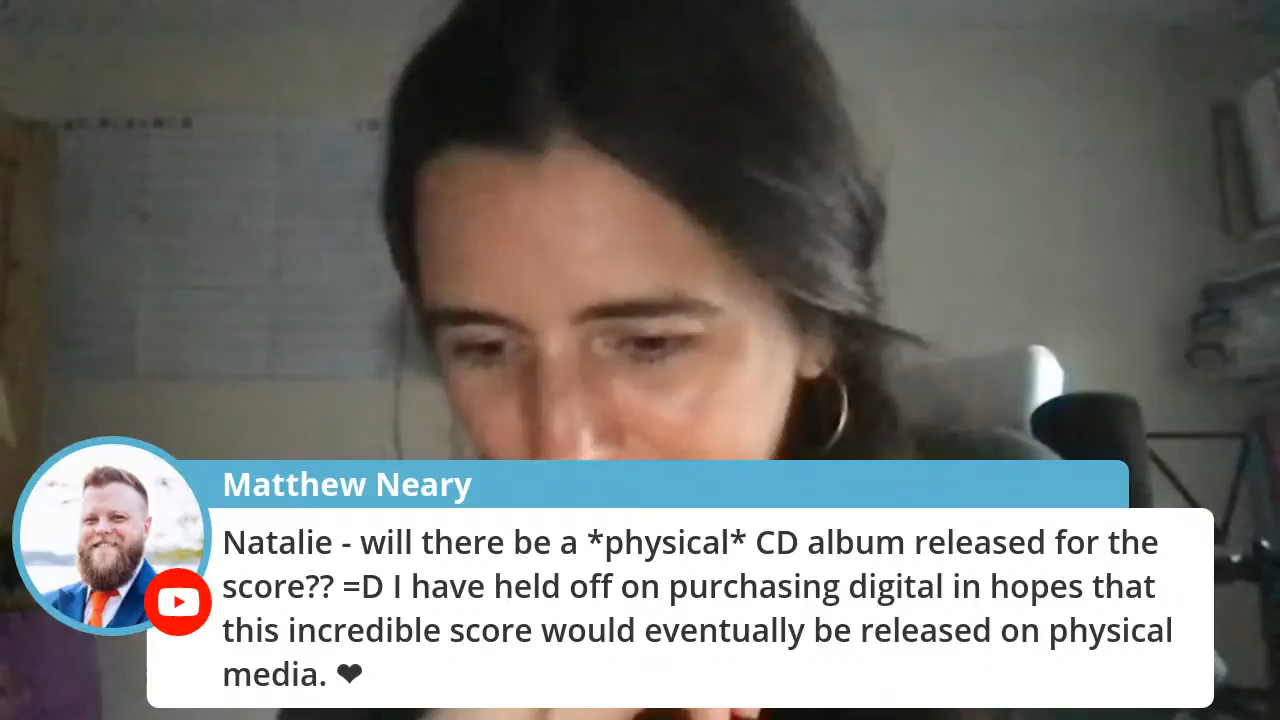 Matthew Neary
Natalie - will there be a *physical* CD album released for the
score?? =D I have held off on purchasing digital in hopes that
this incredible score would eventually be released on physical
media. ❤